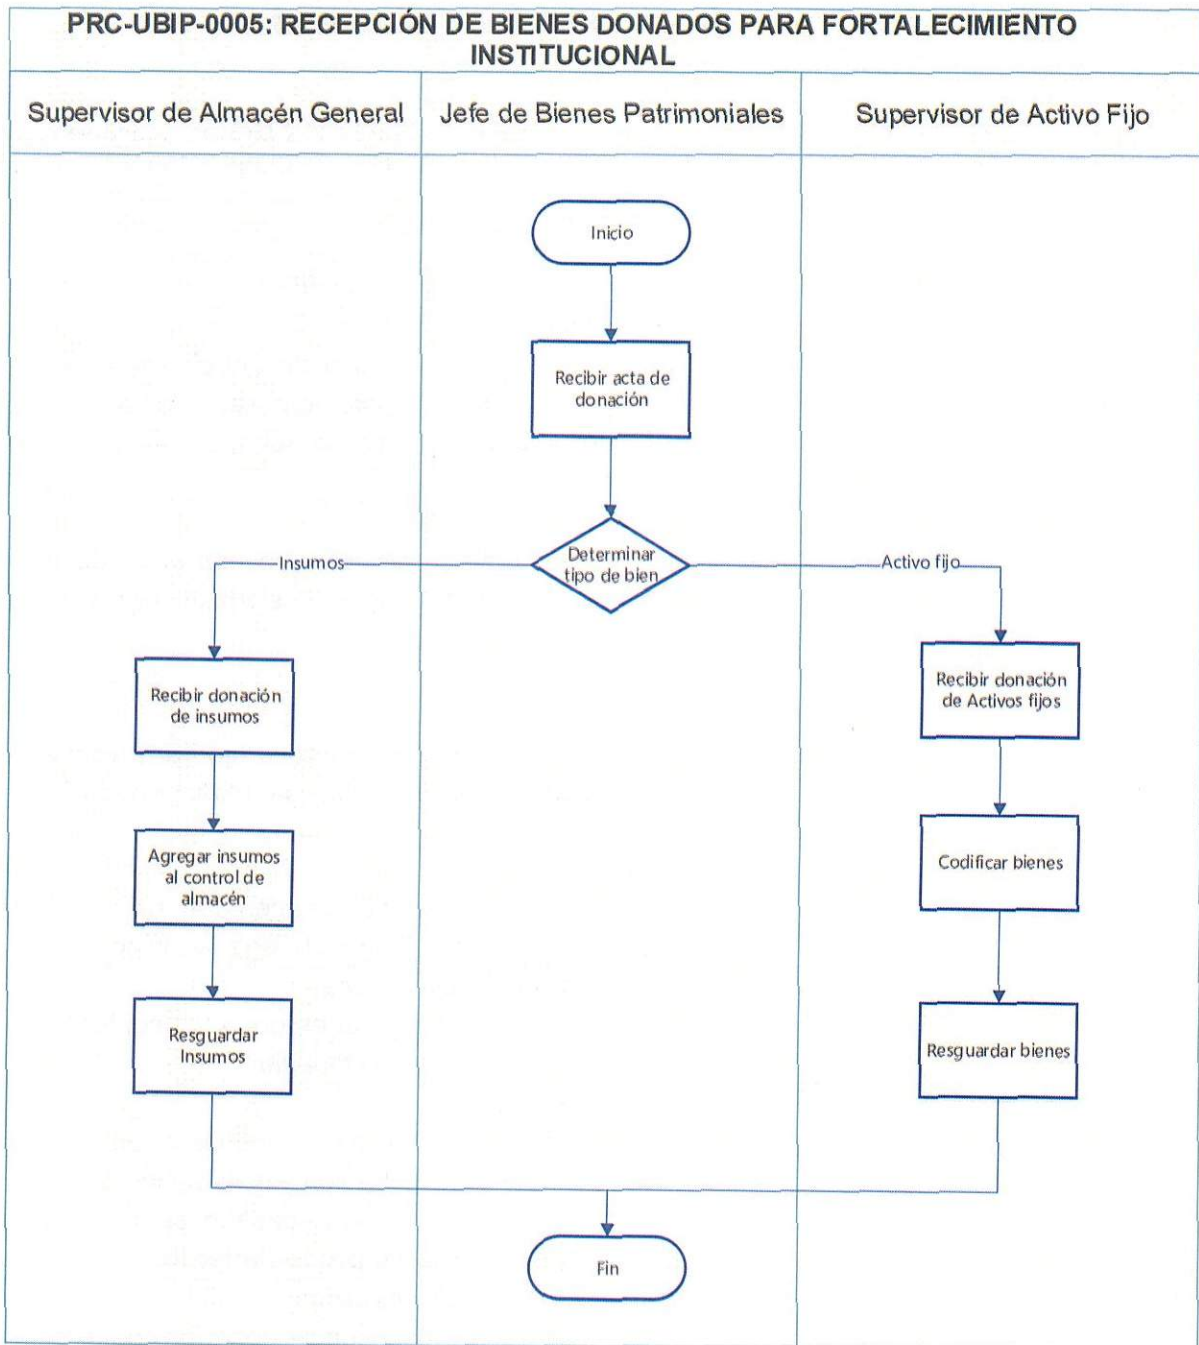 PRC-UBIP-0005: RECEPCIÓN DE BIENES DONADOS PARA FORTALECIMIENTO
INSTITUCIONAL
Supervisor de Almacén General
Jefe de Bienes Patrimoniales
Supervisor de Activo Fijo
Inicio
Recibir acta de
donación
Determinar
tipo de bien
Insumos
Activo fijo
Recibir donación
de insumos
Recibir donación
de Activos fijos
Agregar insumos
al control de
almacén
Codificar bienes
Resguardar
Insumos
Resguardar bienes
Fin